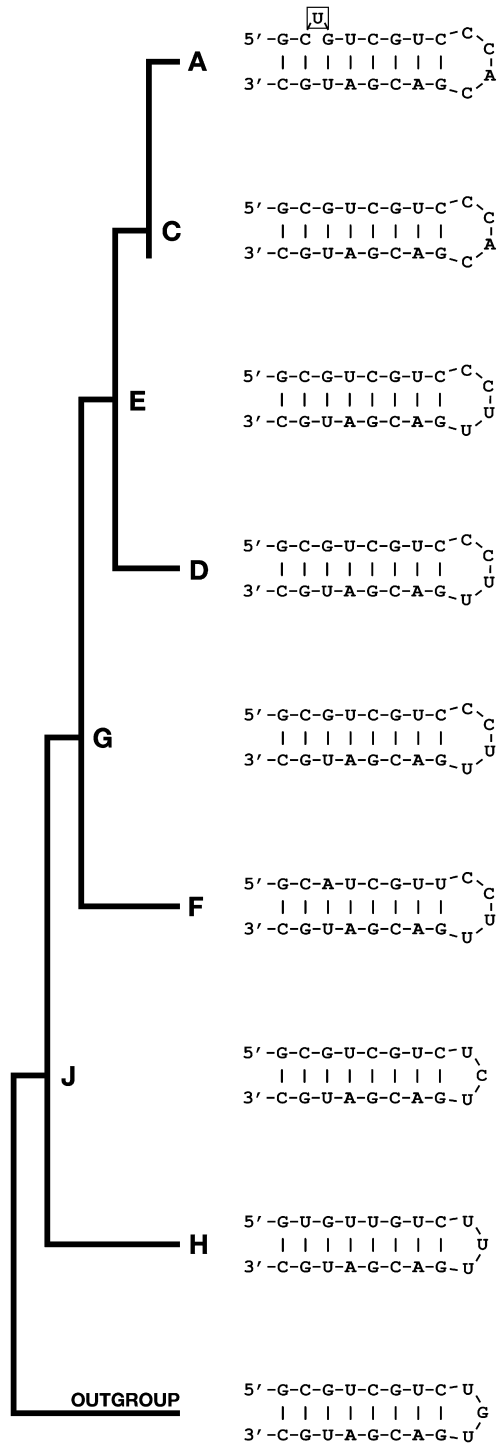 U
5′-G-C-G-U-C-G-U-C-C
C
A
A
3′-C-G-U-A-G-C-A-G-C
5′-G-C-G-U-C-G-U-C-C
C
C
A
3′-C-G-U-A-G-C-A-G-C
5′-G-C-G-U-C-G-U-C-C
C
E
U
3′-C-G-U-A-G-C-A-G-U
5′-G-C-G-U-C-G-U-C-C
C
D
U
3′-C-G-U-A-G-C-A-G-U
5′-G-C-G-U-C-G-U-C-C
C
G
U
3′-C-G-U-A-G-C-A-G-U
5′-G-C-A-U-C-G-U-U-C
C
F
U
3′-C-G-U-A-G-C-A-G-U
5′-G-C-G-U-C-G-U-C-U
J
C
3′-C-G-U-A-G-C-A-G-U
5′-G-U-G-U-U-G-U-C-U
H
U
3′-C-G-U-A-G-C-A-G-U
5′-G-C-G-U-C-G-U-C-U
OUTGROUP
G
3′-C-G-U-A-G-C-A-G-U